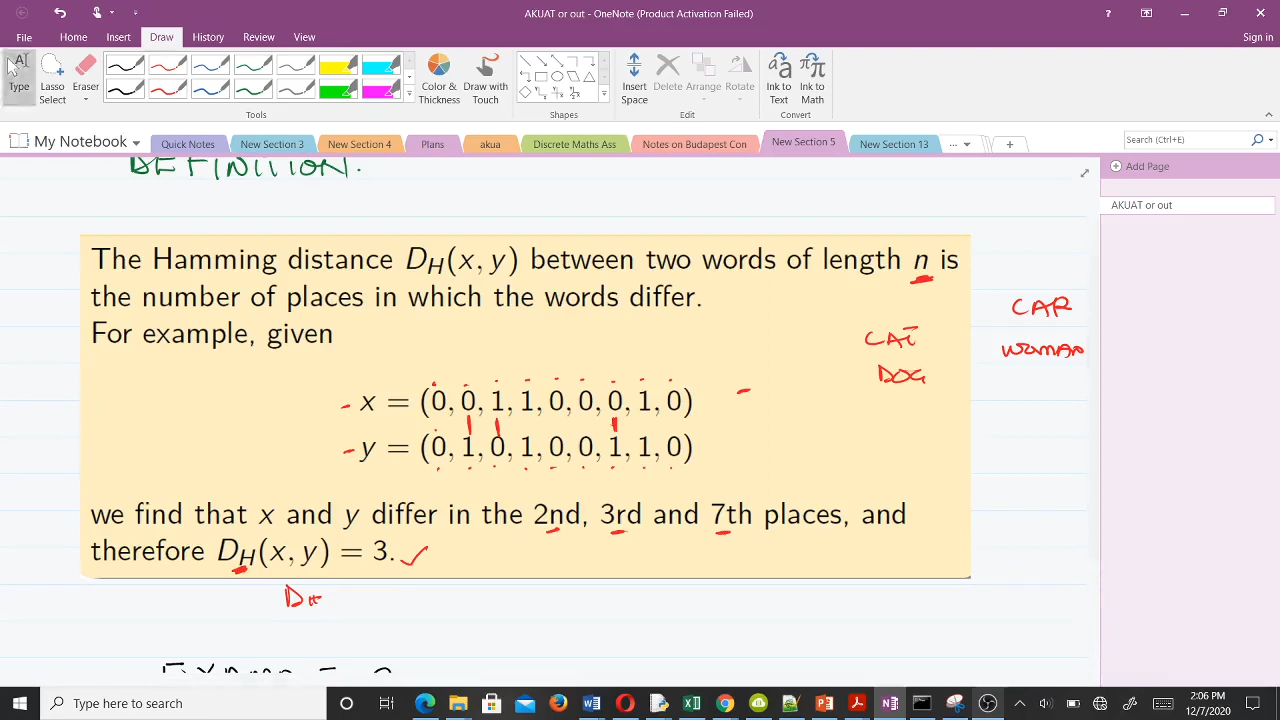 AKUAT or out - OneNote (Product Activation Failed)
File Home Insert Draw History Review View
Sign in
Type
Lasso Select
Eraser
Color & Thickness
Draw with Touch
Insert Space
Delete
Arrange
Rotate
Ink to Text
Ink to Math
Tools
Shapes
Edit
Convert
My Notebook
Quick Notes
New Section 3
New Section 4
Plans
akua
Discrete Maths Ass
Notes on Budapest Con
New Section 5
New Section 13
...
Search (Ctrl+E)
Add Page
AKUAT or out
DEFINITION.
The Hamming distance D_H(x, y) between two words of length n is
the number of places in which the words differ.
For example, given
CAT
DOG
CAR
WOMAN
x = (0, 0, 1, 1, 0, 0, 0, 1, 0)
y = (0, 1, 0, 1, 0, 0, 1, 1, 0)
we find that x and y differ in the 2nd, 3rd and 7th places, and
therefore D_H(x, y) = 3.
D_H
Type here to search
2:06 PM
12/7/2020